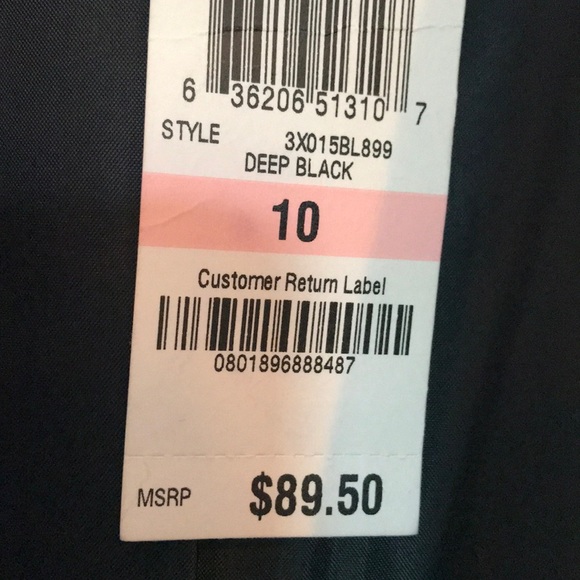 6 36206 51310 7
STYLE 3X015BL899
DEEP BLACK
10
Customer Return Label
0801896888487
MSRP $89.50